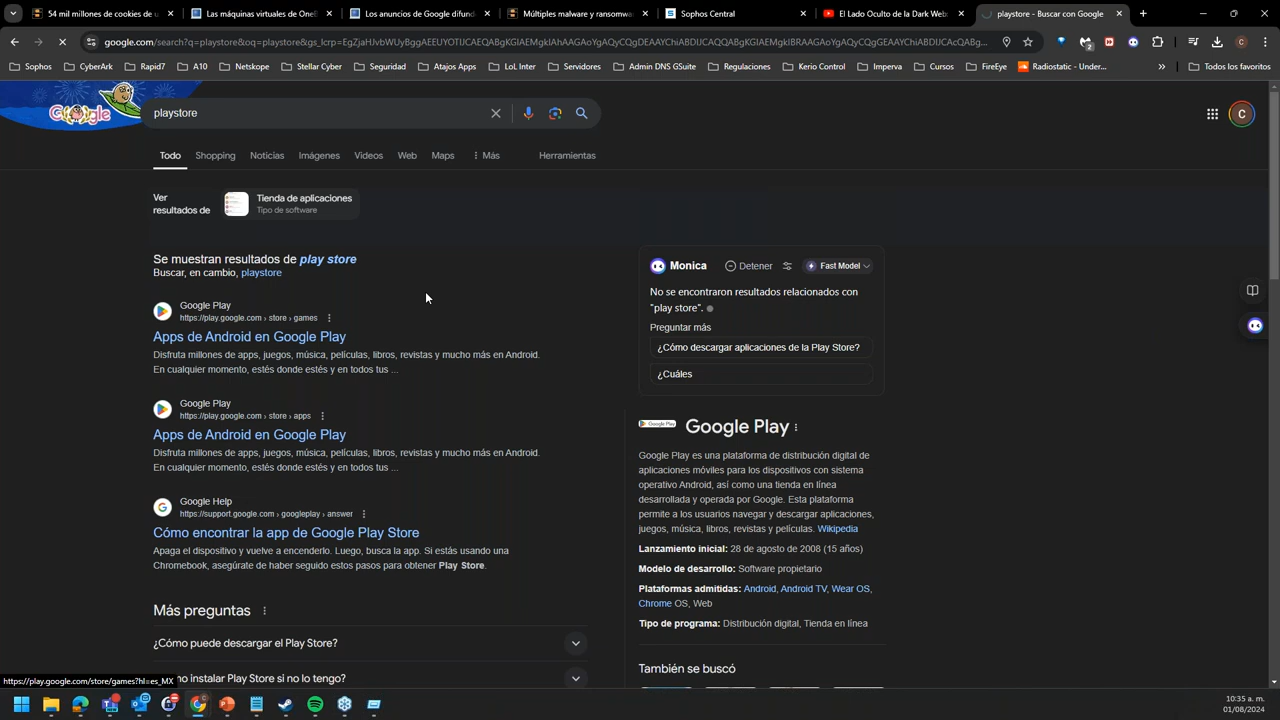 54 mil millones de cookies de u
Las máquinas virtuales de OneB
Los anuncios de Google difund
Múltiples malware y ransomwa
Sophos Central
El Lado Oculto de la Dark Web:
playstore - Buscar con Google
google.com/search?q=playstore&oq=playstore&gs_lcrp=
Sophos
CyberArk
Rapid7
A10
Netskope
Stellar Cyber
Seguridad
Atajos Apps
LoL Inter
Servidores
Admin DNS GSuite
Regulaciones
Kerio Control
Imperva
Cursos
FireEye
Radiostatic - Under...
»
Todos los favoritos
playstore
C
Todo
Shopping
Noticias
Imágenes
Videos
Web
Maps
Más
Herramientas
Ver resultados de
Tienda de aplicaciones
Tipo de software
Se muestran resultados de play store
Buscar, en cambio, playstore
Google Play
https://play.google.com › store › games
Apps de Android en Google Play
Disfruta millones de apps, juegos, música, películas, libros, revistas y mucho más en Android.
En cualquier momento, estés donde estés y en todos tus ...
Google Play
https://play.google.com › store › apps
Apps de Android en Google Play
Disfruta millones de apps, juegos, música, películas, libros, revistas y mucho más en Android.
En cualquier momento, estés donde estés y en todos tus ...
Google Help
https://support.google.com › googleplay › answer
Cómo encontrar la app de Google Play Store
Apaga el dispositivo y vuelve a encenderlo. Luego, busca la app. Si estás usando una
Chromebook, asegúrate de haber seguido estos pasos para obtener Play Store.
Más preguntas
¿Cómo puede descargar el Play Store?
no instalar Play Store si no lo tengo?
Monica
Detener
Fast Model
No se encontraron resultados relacionados con
"play store".
Preguntar más
¿Cómo descargar aplicaciones de la Play Store?
¿Cuáles
Google Play
Google Play
Google Play es una plataforma de distribución digital de
aplicaciones móviles para los dispositivos con sistema
operativo Android, así como una tienda en línea
desarrollada y operada por Google. Esta plataforma
permite a los usuarios navegar y descargar aplicaciones,
juegos, música, libros, revistas y películas. Wikipedia
Lanzamiento inicial: 28 de agosto de 2008 (15 años)
Modelo de desarrollo: Software propietario
Plataformas admitidas: Android, Android TV, Wear OS,
Chrome OS, Web
Tipo de programa: Distribución digital, Tienda en línea
También se buscó
https://play.google.com/store/games?hl=es_MX
10:35 a. m.
01/08/2024